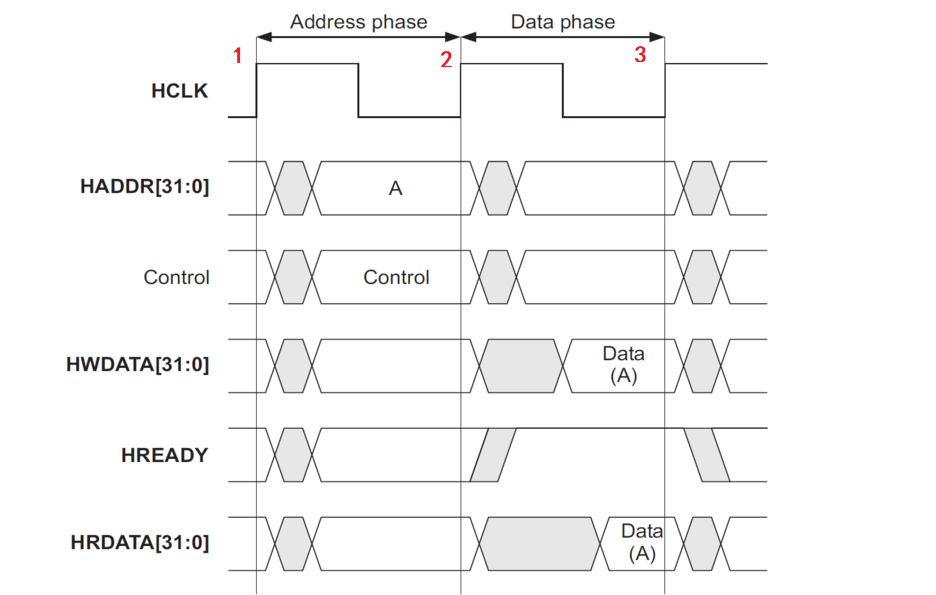 Address phase
Data phase
1
2
3
HCLK
HADDR[31:0]
A
Control
Control
HWDATA[31:0]
Data
(A)
HREADY
HRDATA[31:0]
Data
(A)